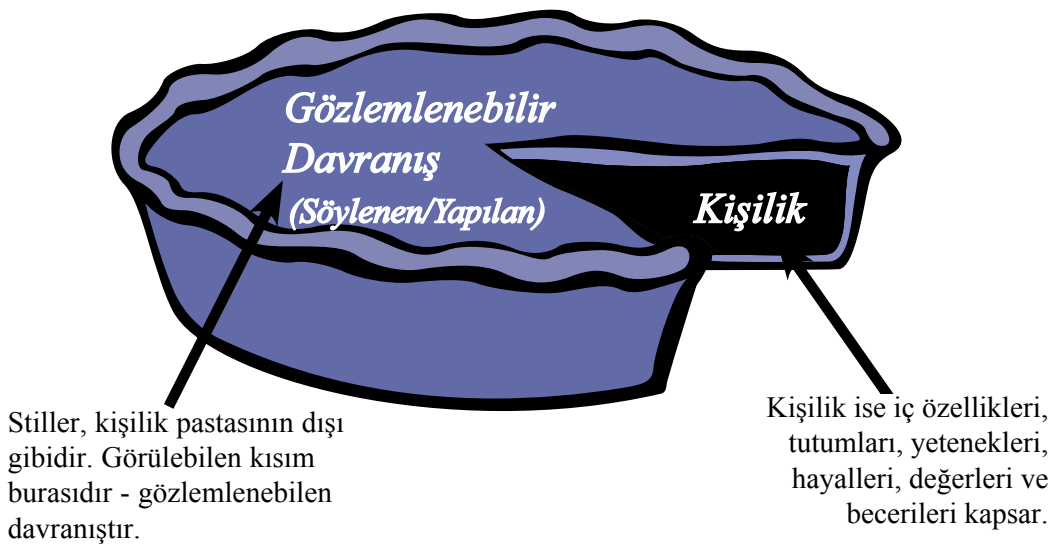 Gözlemlenebilir
Davranış
(Söylenen/Yapılan)
Kişilik
Stiller, kişilik pastasının dışı
gibidir. Görülebilen kısım
burasıdır - gözlemlenebilen
davranıştır.
Kişilik ise iç özellikleri,
tutumları, yetenekleri,
hayalleri, değerleri ve
becerileri kapsar.